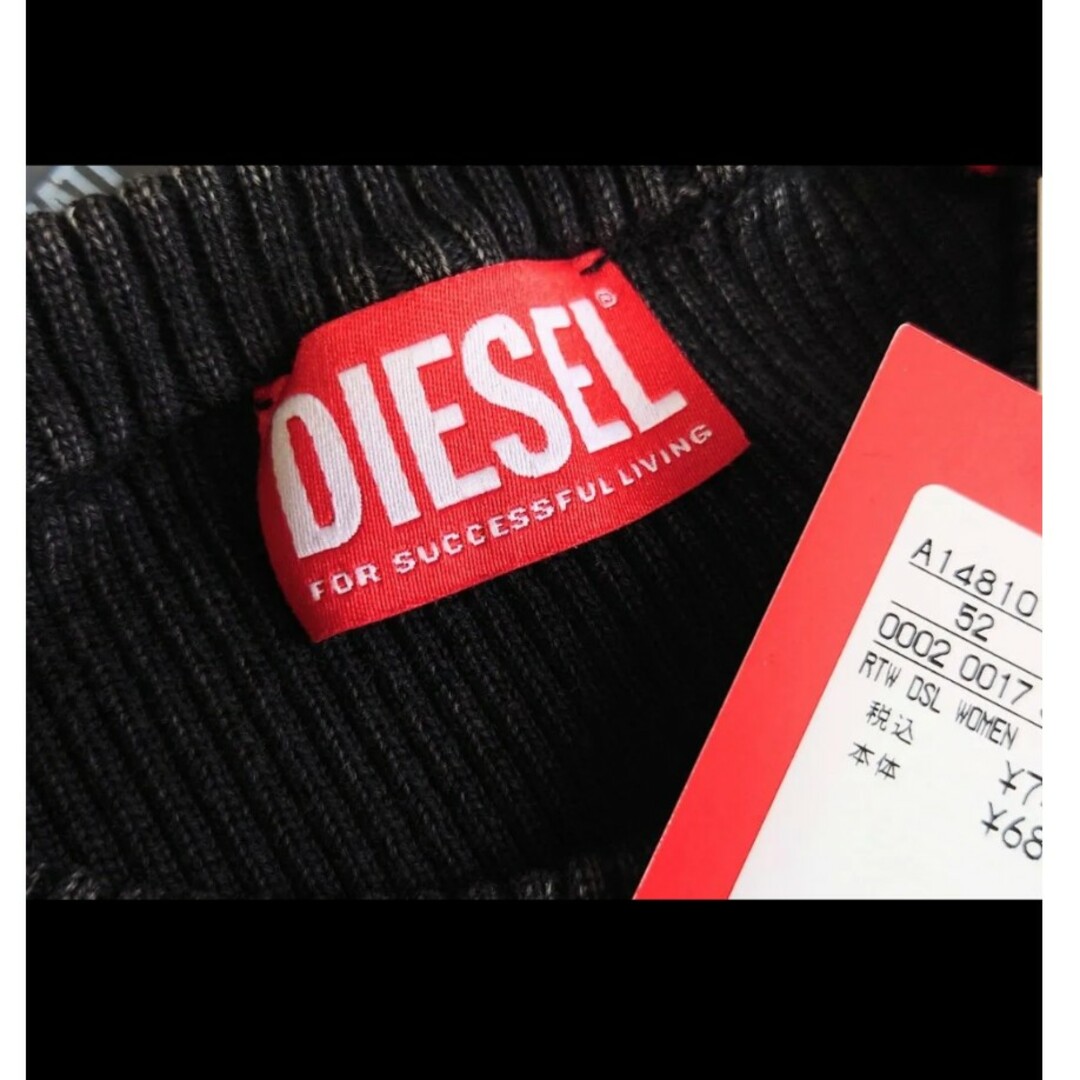 DIESEL®
FOR SUCCESSFUL LIVING
A14810
52
0002 0017
RTW DSL WOMEN
税込 ¥7
本体 ¥68